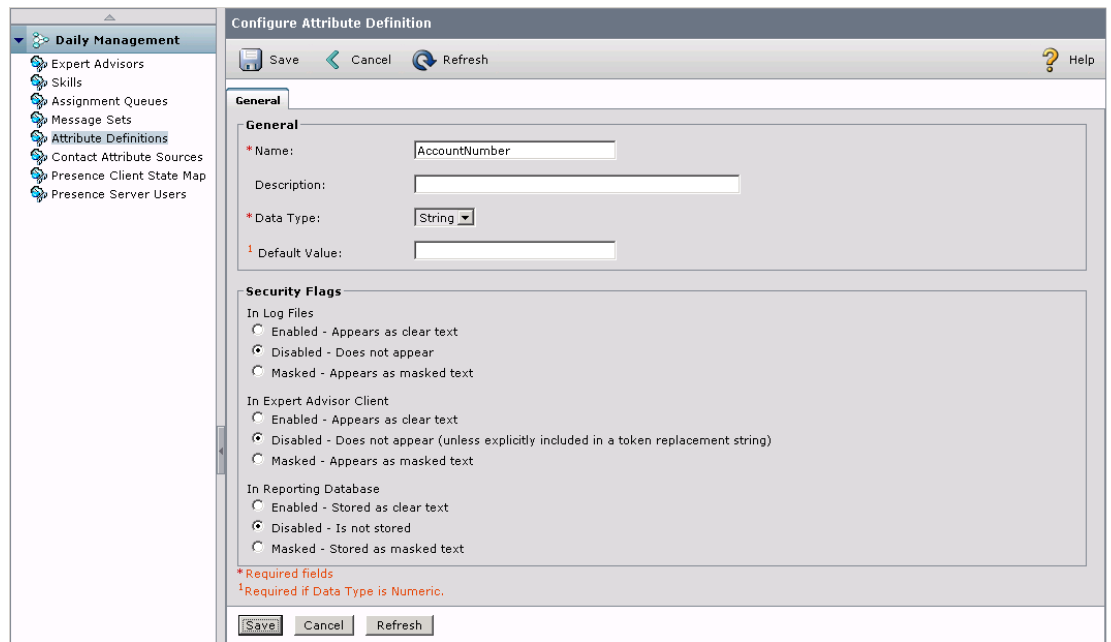 Daily Management
Expert Advisors
Skills
Assignment Queues
Message Sets
Attribute Definitions
Contact Attribute Sources
Presence Client State Map
Presence Server Users
Configure Attribute Definition
Save Cancel Refresh ? Help
General
General
* Name: AccountNumber
Description:
* Data Type: String
1 Default Value:
Security Flags
In Log Files
Enabled - Appears as clear text
Disabled - Does not appear
Masked - Appears as masked text
In Expert Advisor Client
Enabled - Appears as clear text
Disabled - Does not appear (unless explicitly included in a token replacement string)
Masked - Appears as masked text
In Reporting Database
Enabled - Stored as clear text
Disabled - Is not stored
Masked - Stored as masked text
* Required fields
1Required if Data Type is Numeric.
Save Cancel Refresh